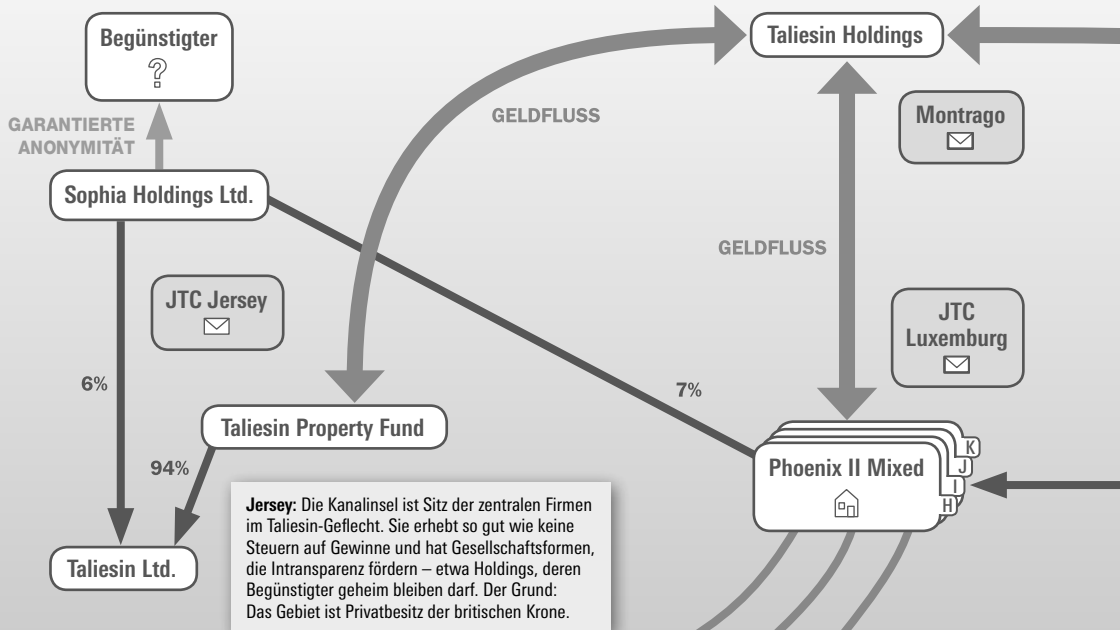 Begünstigter
?
GARANTIERTE
ANONYMITÄT
Sophia Holdings Ltd.
JTC Jersey
6%
94%
Taliesin Property Fund
Taliesin Ltd.
GELDFLUSS
Taliesin Holdings
Montrago
GELDFLUSS
JTC
Luxemburg
7%
Phoenix II Mixed
K
J
I
H
Jersey: Die Kanalinsel ist Sitz der zentralen Firmen
im Taliesin-Geflecht. Sie erhebt so gut wie keine
Steuern auf Gewinne und hat Gesellschaftsformen,
die Intransparenz fördern – etwa Holdings, deren
Begünstigter geheim bleiben darf. Der Grund:
Das Gebiet ist Privatbesitz der britischen Krone.